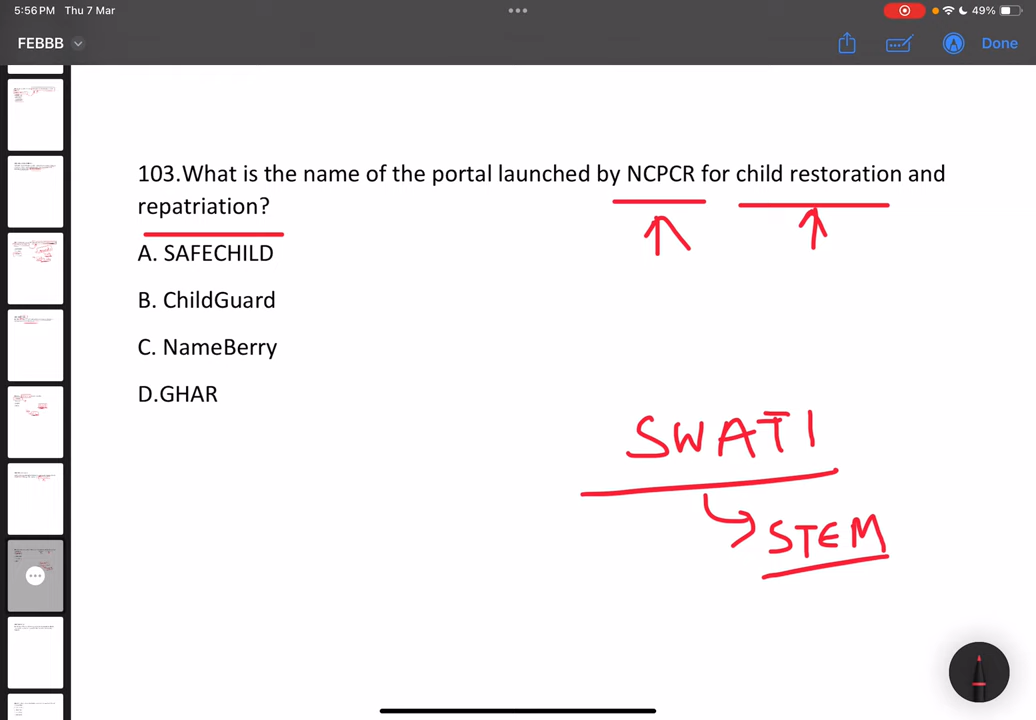 5:56 PM Thu 7 Mar
49%
FEBBB
Done
103.What is the name of the portal launched by NCPCR for child restoration and
repatriation?
A. SAFECHILD
B. ChildGuard
C. NameBerry
D.GHAR
SWATI
STEM